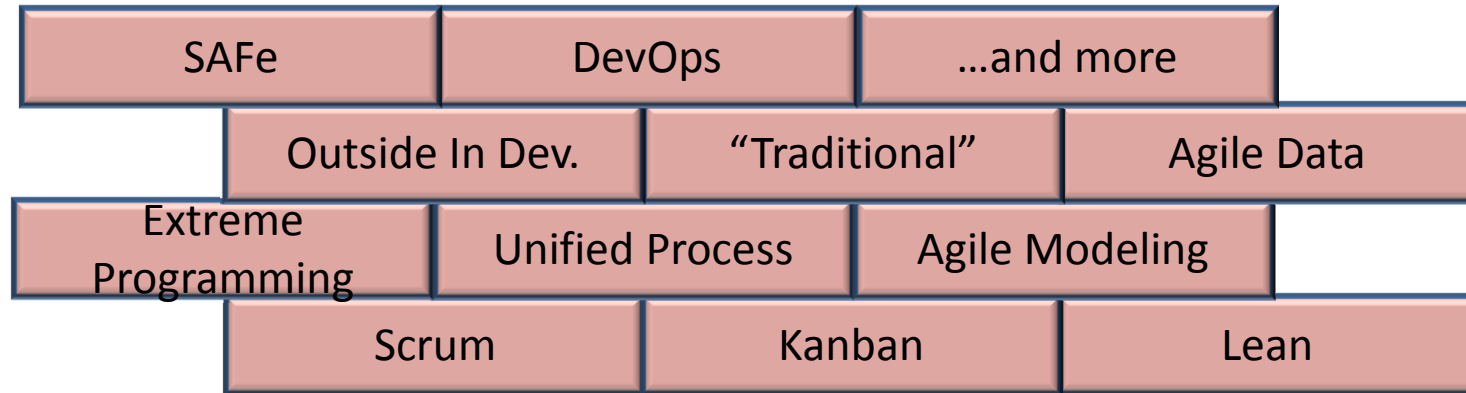 SAFe DevOps …and more
Outside In Dev. “Traditional” Agile Data
Extreme
Programming Unified Process Agile Modeling
Scrum Kanban Lean